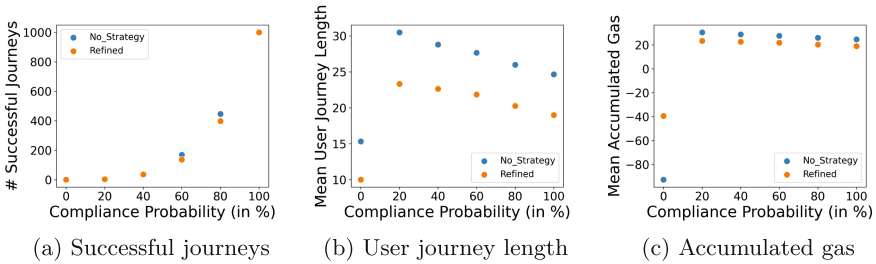 # Successful Journeys
1000
800
600
400
200
0
No_Strategy
Refined
0 20 40 60 80 100
Compliance Probability (in %)
(a) Successful journeys
Mean User Journey Length
30
25
20
15
10
No_Strategy
Refined
0 20 40 60 80 100
Compliance Probability (in %)
(b) User journey length
Mean Accumulated Gas
20
0
−20
−40
−60
−80
No_Strategy
Refined
0 20 40 60 80 100
Compliance Probability (in %)
(c) Accumulated gas